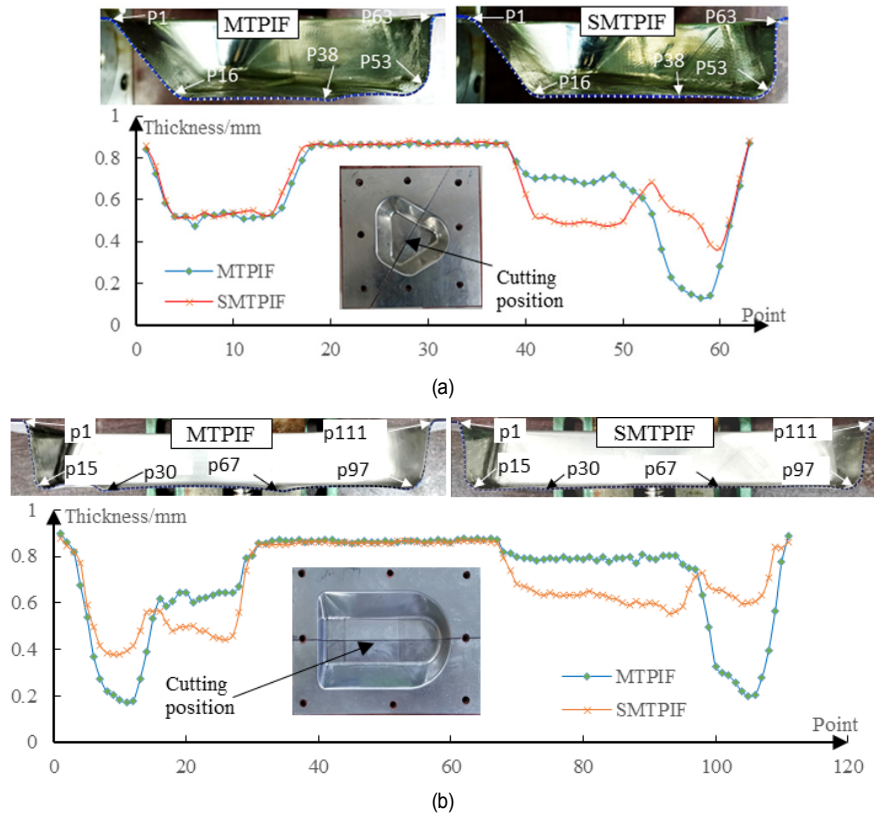 P1 MTPIF P63
P16 P38 P53
P1 SMTPIF P63
P16 P38 P53
Thickness/mm
1
0.8
0.6
0.4
0.2
0
MTPIF
SMTPIF
Cutting
position
Point
0 10 20 30 40 50 60
(a)
p1 MTPIF p111
p15 p30 p67 p97
p1 SMTPIF p111
p15 p30 p67 p97
Thickness/mm
1
0.8
0.6
0.4
0.2
0
Cutting
position
MTPIF
SMTPIF
Point
0 20 40 60 80 100 120
(b)